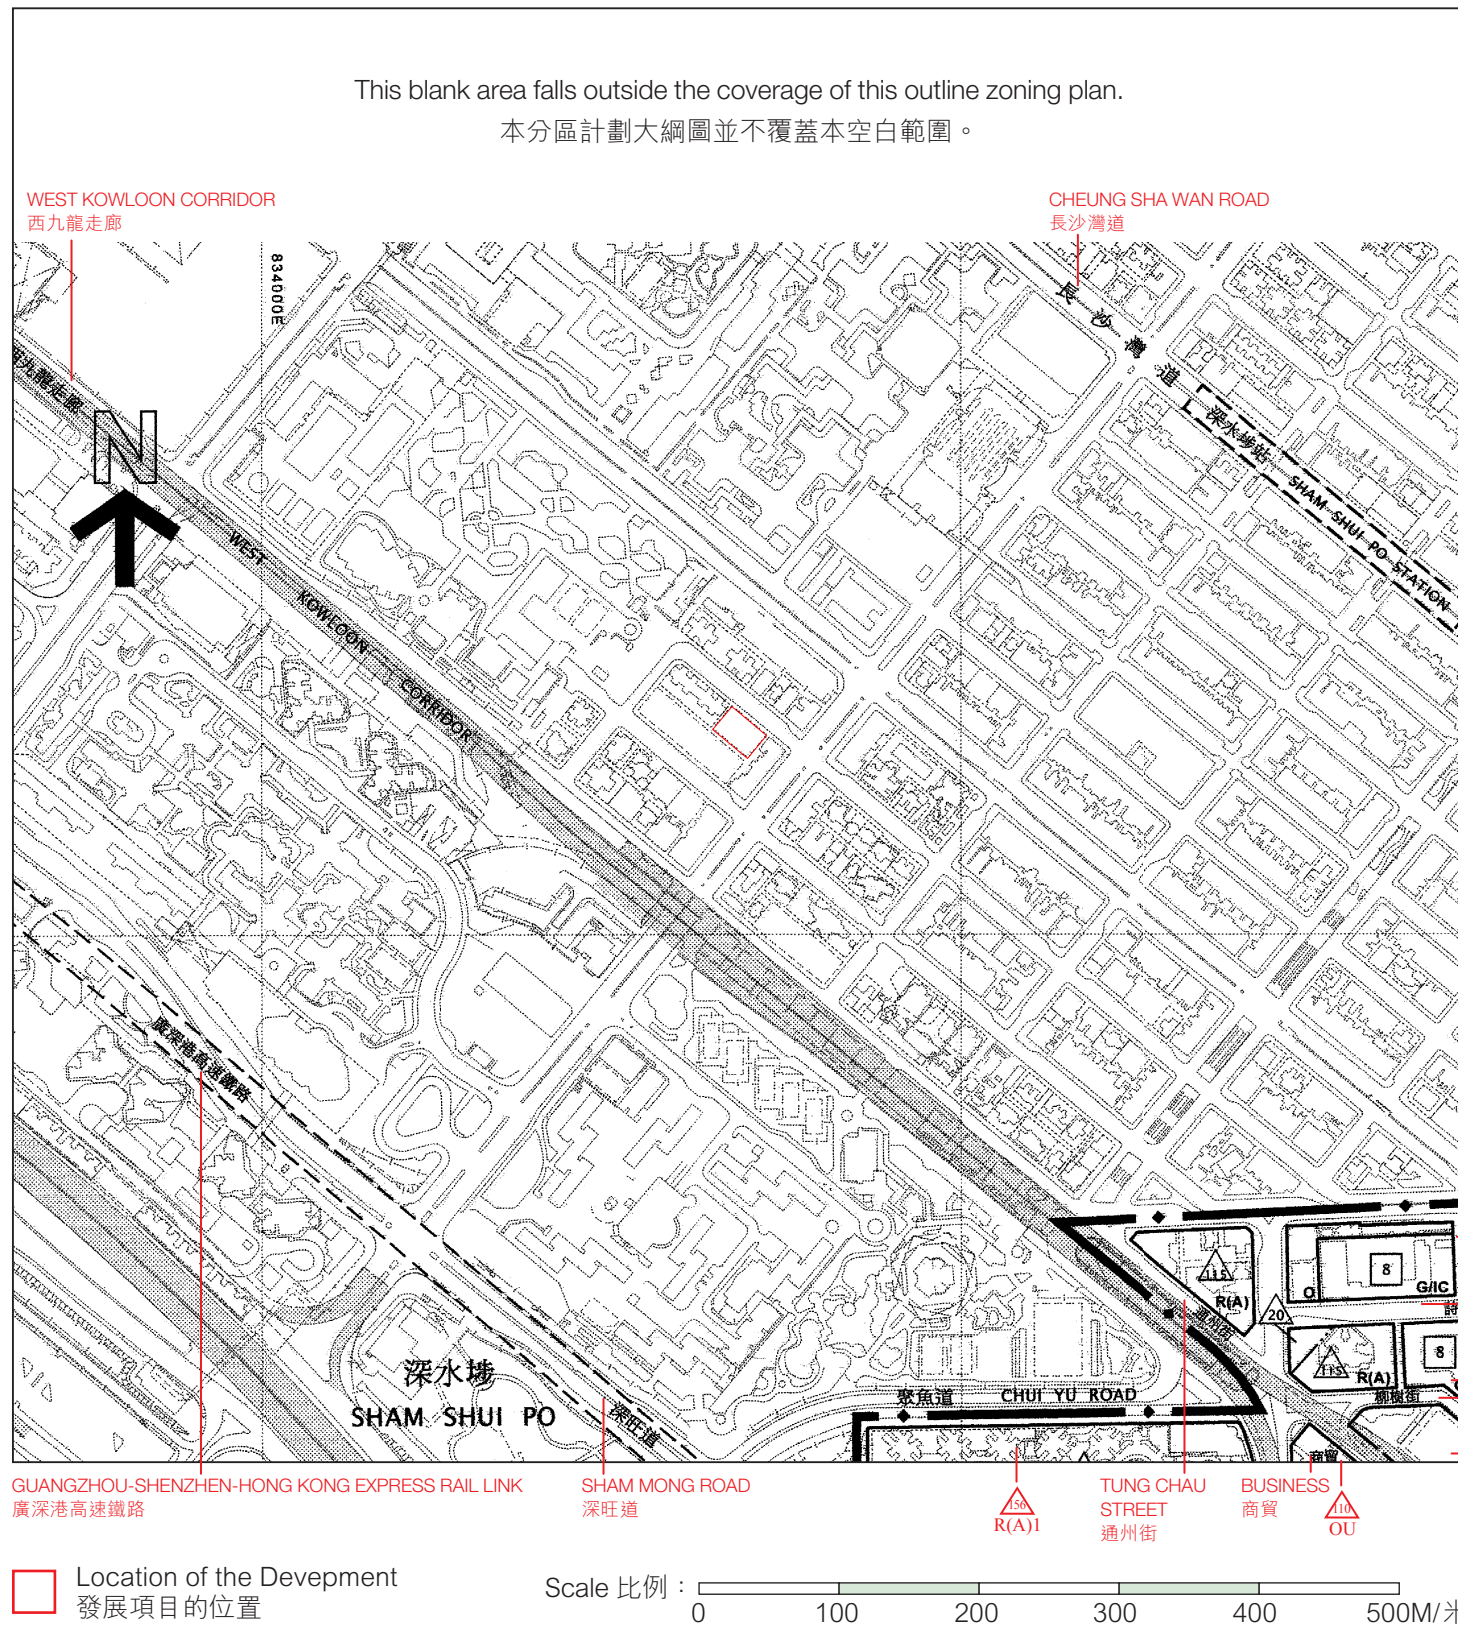 This blank area falls outside the coverage of this outline zoning plan.
本分區計劃大綱圖並不覆蓋本空白範圍。
WEST KOWLOON CORRIDOR
西九龍走廊
CHEUNG SHA WAN ROAD
長沙灣道
834000E
長沙灣道
西九龍走廊
N
深水埗站
SHAM SHUI PO STATION
WEST KOWLOON CORRIDOR
廣深港高速鐵路
115
R(A)
8
O
G/IC
20
通州街
115
R(A)
8
柳樹街
深水埗
SHAM SHUI PO
深旺道
聚魚道
CHUI YU ROAD
商貿
GUANGZHOU-SHENZHEN-HONG KONG EXPRESS RAIL LINK
廣深港高速鐵路
SHAM MONG ROAD
深旺道
156
R(A)1
TUNG CHAU
STREET
通州街
BUSINESS
商貿
110
OU
Location of the Devepment
發展項目的位置
Scale 比例：
0 100 200 300 400 500M/米